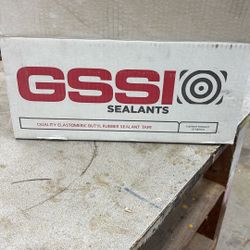 GSSI
SEALANTS
QUALITY ELASTOMERIC BUTYL RUBBER SEALANT TAPE